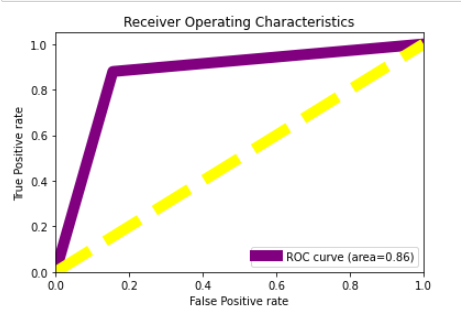 Receiver Operating Characteristics
1.0
0.8
0.6
0.4
0.2
0.0
True Positive rate
ROC curve (area=0.86)
0.0 0.2 0.4 0.6 0.8 1.0
False Positive rate